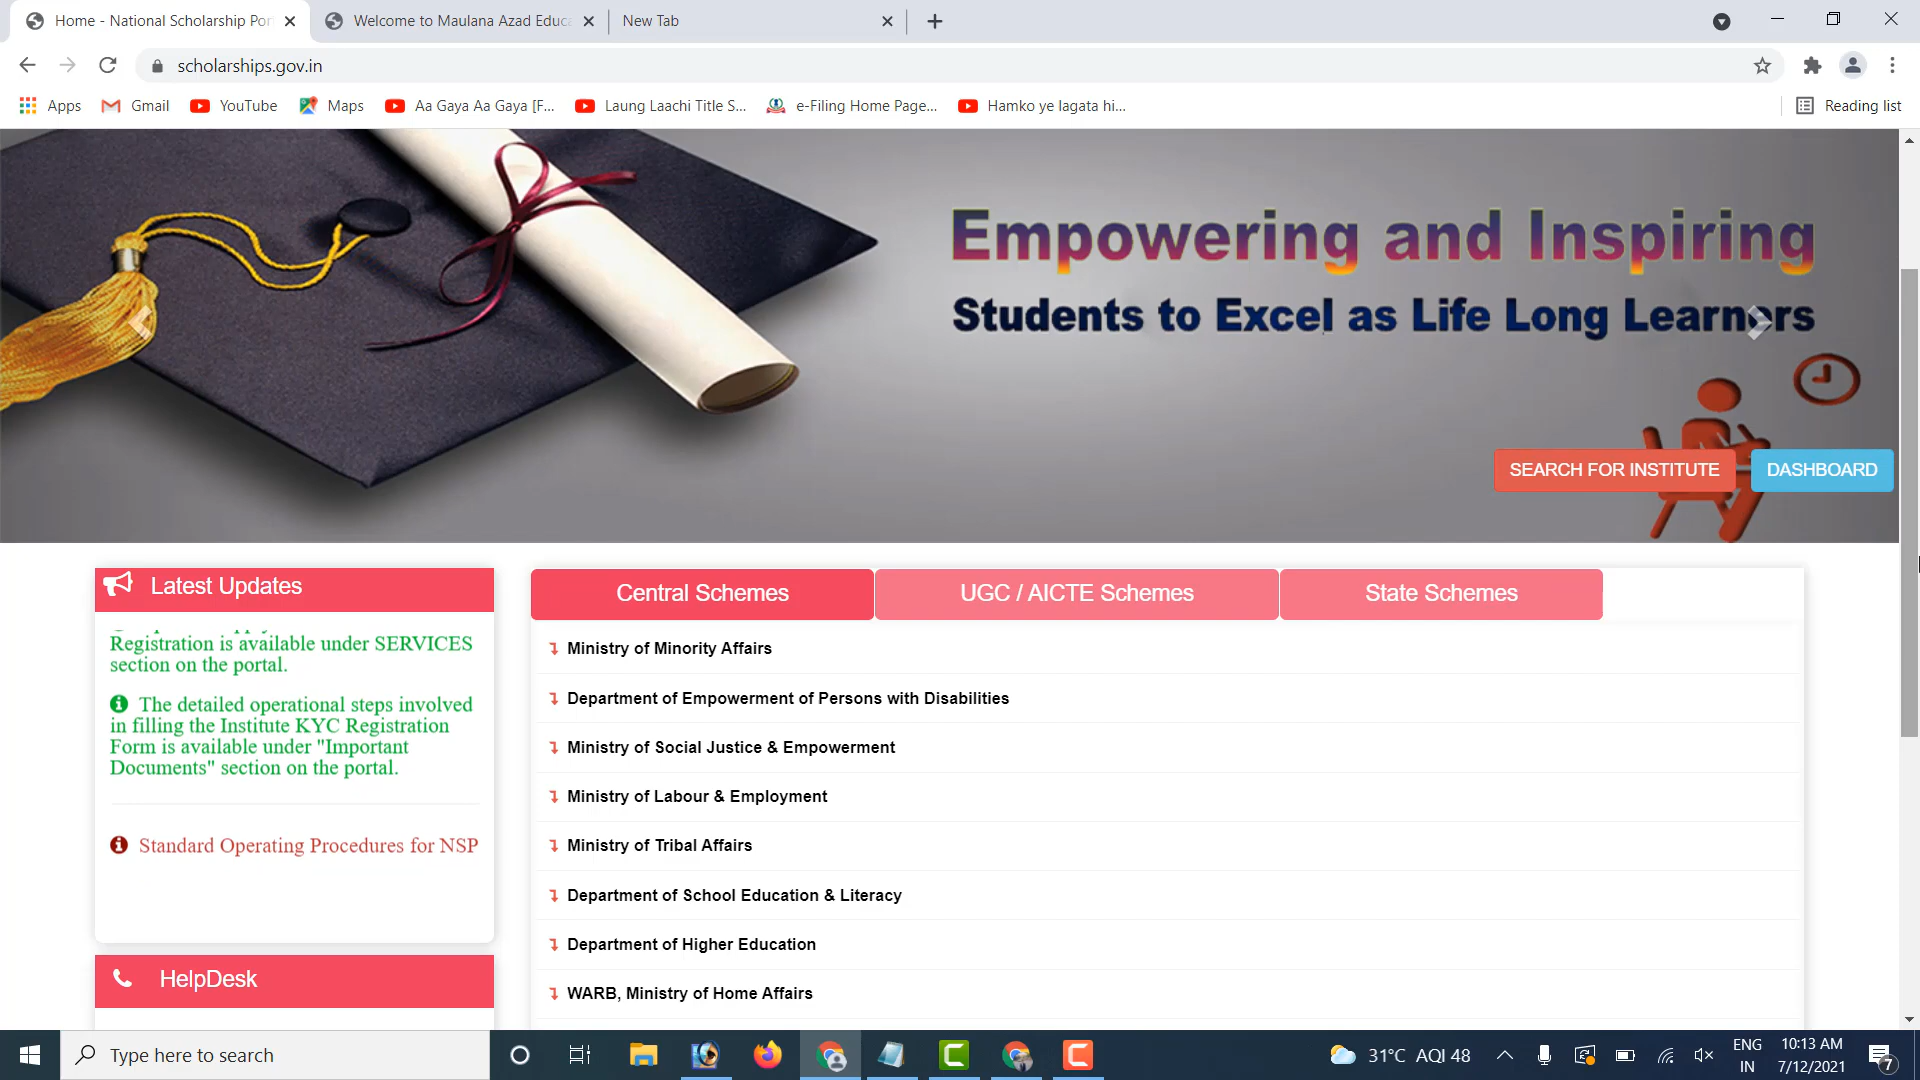 Home - National Scholarship Por
Welcome to Maulana Azad Educa
New Tab
scholarships.gov.in
Apps
Gmail
YouTube
Maps
Aa Gaya Aa Gaya [F...
Laung Laachi Title S...
e-Filing Home Page...
Hamko ye lagata hi...
Reading list
Empowering and Inspiring
Students to Excel as Life Long Learners
SEARCH FOR INSTITUTE
DASHBOARD
Latest Updates
Registration is available under SERVICES
section on the portal.
The detailed operational steps involved
in filling the Institute KYC Registration
Form is available under "Important
Documents" section on the portal.
Standard Operating Procedures for NSP
HelpDesk
Central Schemes
UGC / AICTE Schemes
State Schemes
Ministry of Minority Affairs
Department of Empowerment of Persons with Disabilities
Ministry of Social Justice & Empowerment
Ministry of Labour & Employment
Ministry of Tribal Affairs
Department of School Education & Literacy
Department of Higher Education
WARB, Ministry of Home Affairs
Type here to search
31°C AQI 48
ENG
IN
10:13 AM
7/12/2021
7